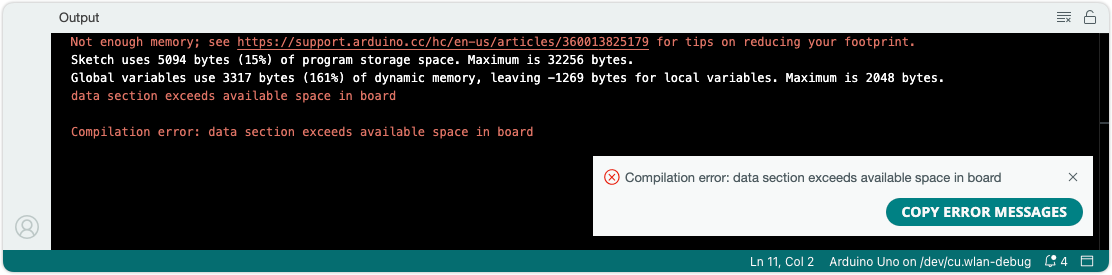 Output
Not enough memory; see https://support.arduino.cc/hc/en-us/articles/360013825179 for tips on reducing your footprint.
Sketch uses 5094 bytes (15%) of program storage space. Maximum is 32256 bytes.
Global variables use 3317 bytes (161%) of dynamic memory, leaving -1269 bytes for local variables. Maximum is 2048 bytes.
data section exceeds available space in board
Compilation error: data section exceeds available space in board
Compilation error: data section exceeds available space in board
COPY ERROR MESSAGES
Ln 11, Col 2 Arduino Uno on /dev/cu.wlan-debug 4